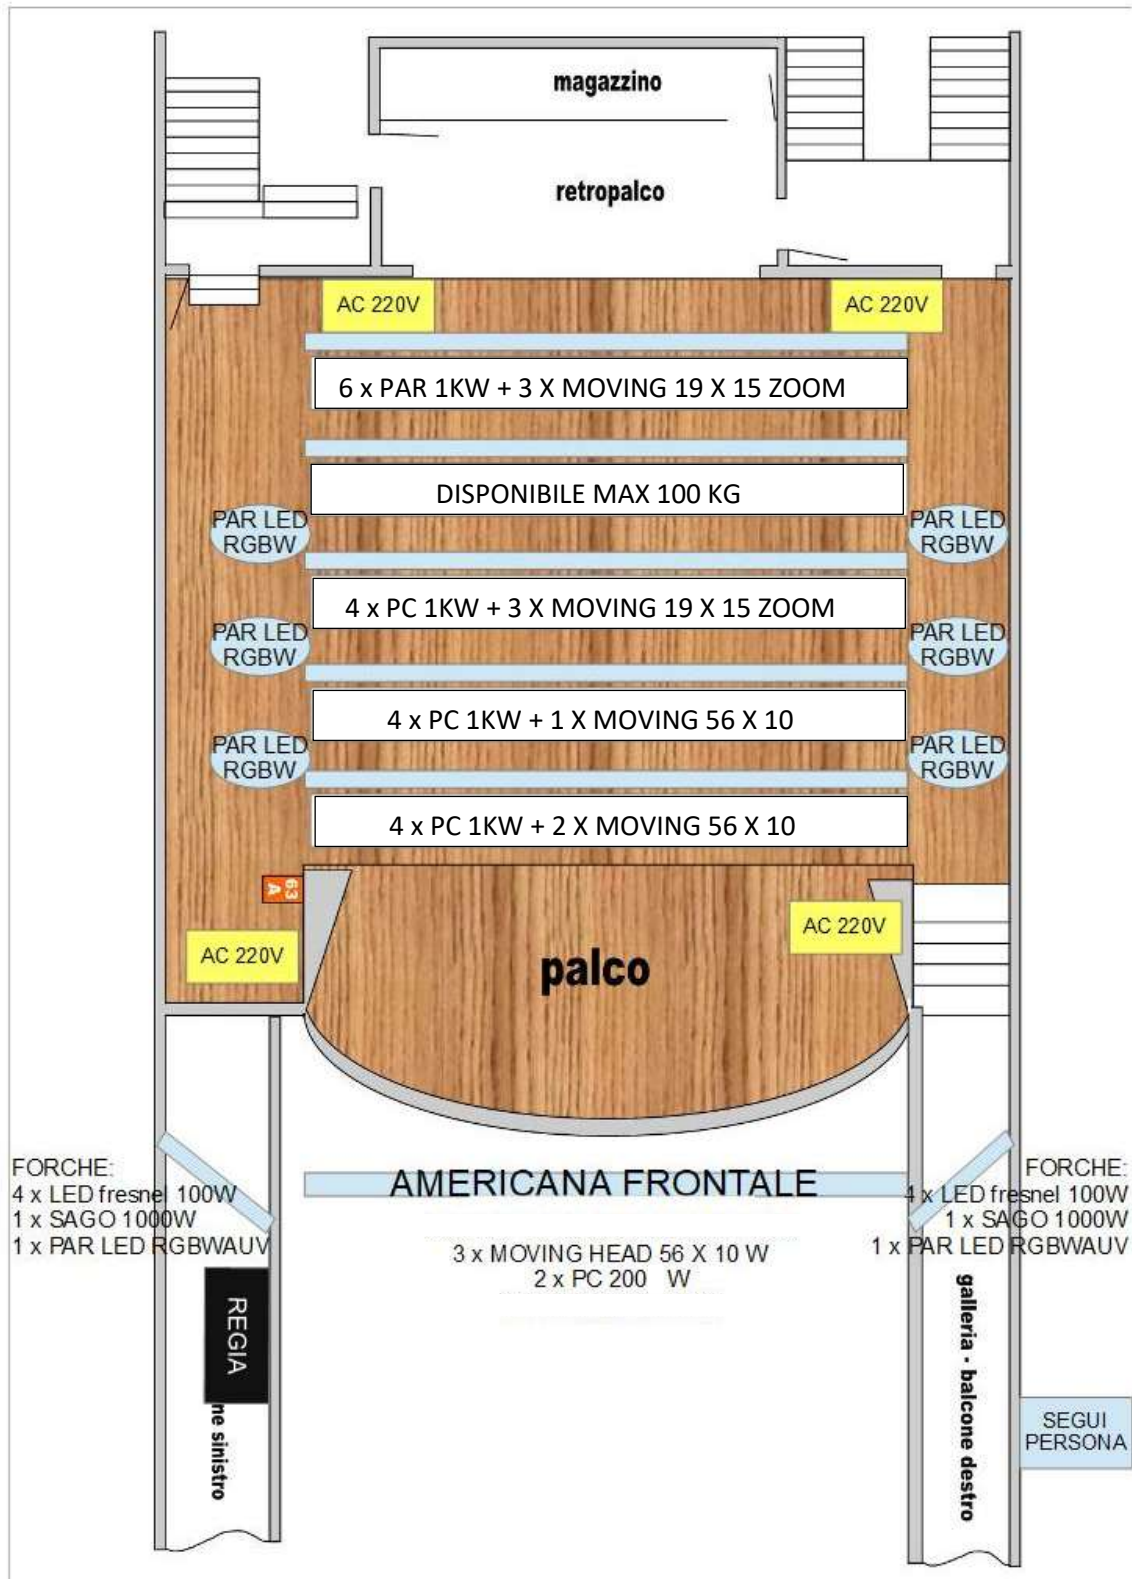 magazzino
retropalco
AC 220V
AC 220V
6 x PAR 1KW + 3 X MOVING 19 X 15 ZOOM
DISPONIBILE MAX 100 KG
PAR LED
RGBW
PAR LED
RGBW
4 x PC 1KW + 3 X MOVING 19 X 15 ZOOM
PAR LED
RGBW
PAR LED
RGBW
4 x PC 1KW + 1 X MOVING 56 X 10
PAR LED
RGBW
PAR LED
RGBW
4 x PC 1KW + 2 X MOVING 56 X 10
63
A
AC 220V
AC 220V
palco
FORCHE:
4 x LED fresnel 100W
1 x SAGO 1000W
1 x PAR LED RGBWAUV
AMERICANA FRONTALE
3 x MOVING HEAD 56 X 10 W
2 x PC 200 W
FORCHE:
4 x LED fresnel 100W
1 x SAGO 1000W
1 x PAR LED RGBWAUV
REGIA
ne sinistro
galleria - balcone destro
SEGUI
PERSONA